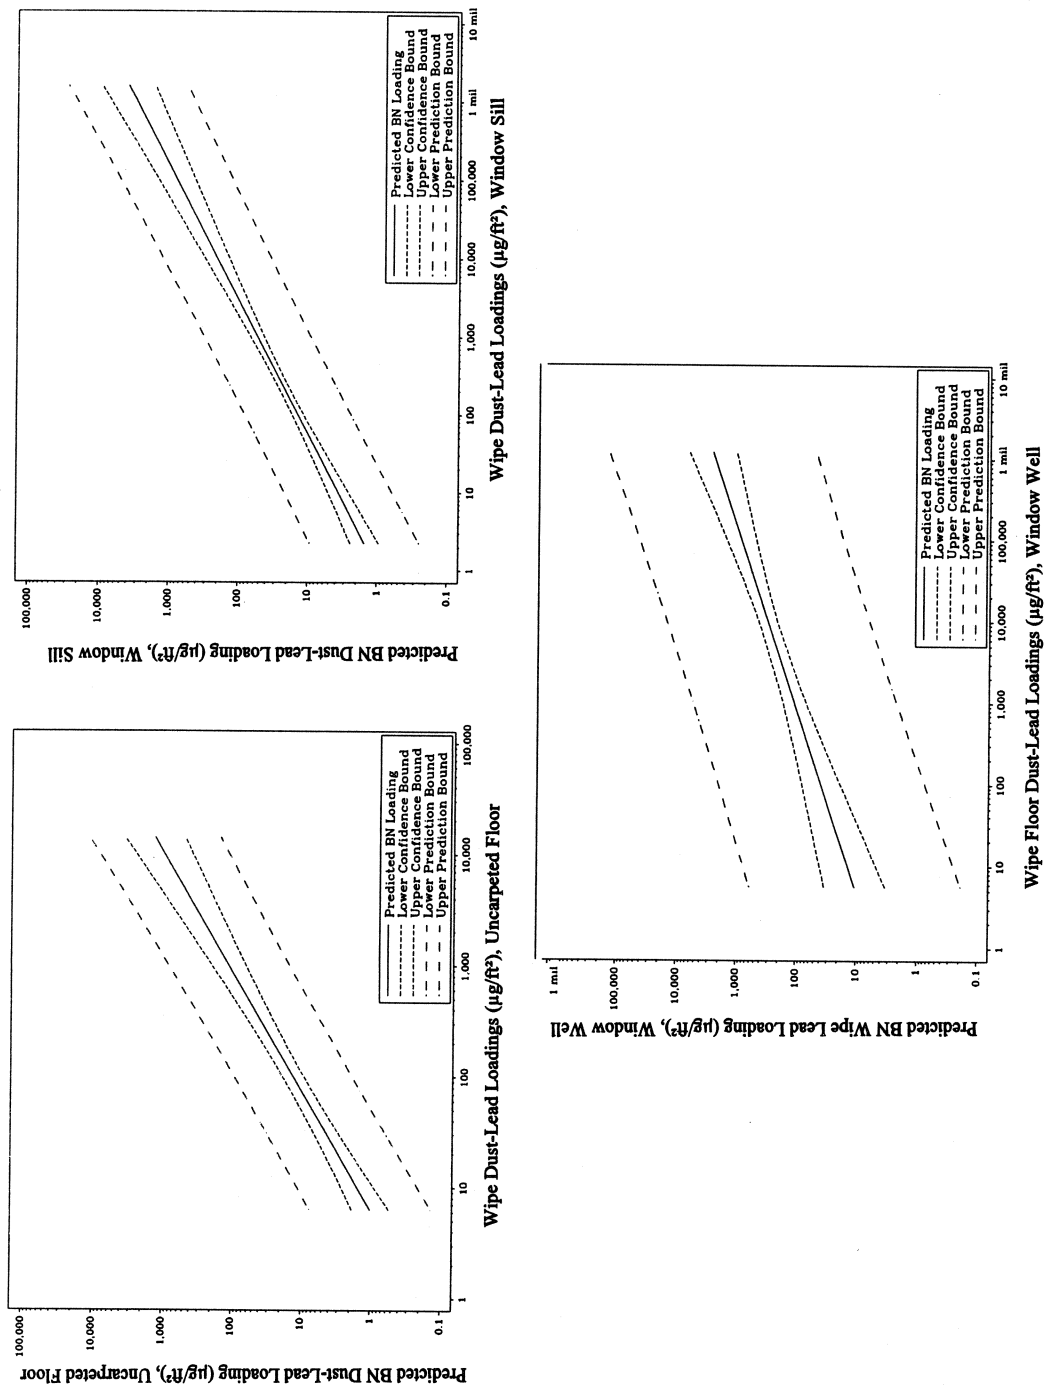 Predicted BN Dust-Lead Loading (µg/ft²), Uncarpeted Floor
100,000
10,000
1,000
100
10
1
0.1
1
10
100
1,000
10,000
100,000
Predicted BN Loading
Lower Confidence Bound
Upper Confidence Bound
Lower Prediction Bound
Upper Prediction Bound
Wipe Dust-Lead Loadings (µg/ft²), Uncarpeted Floor
Predicted BN Dust-Lead Loading (µg/ft²), Window Sill
100,000
10,000
1,000
100
10
1
0.1
1
10
100
1,000
10,000
100,000
1 mil
10 mil
Predicted BN Loading
Lower Confidence Bound
Upper Confidence Bound
Lower Prediction Bound
Upper Prediction Bound
Wipe Dust-Lead Loadings (µg/ft²), Window Sill
Predicted BN Wipe Lead Loading (µg/ft²), Window Well
1 mil
100,000
10,000
1,000
100
10
1
0.1
1
10
100
1,000
10,000
100,000
1 mil
10 mil
Predicted BN Loading
Lower Confidence Bound
Upper Confidence Bound
Lower Prediction Bound
Upper Prediction Bound
Wipe Floor Dust-Lead Loadings (µg/ft²), Window Well